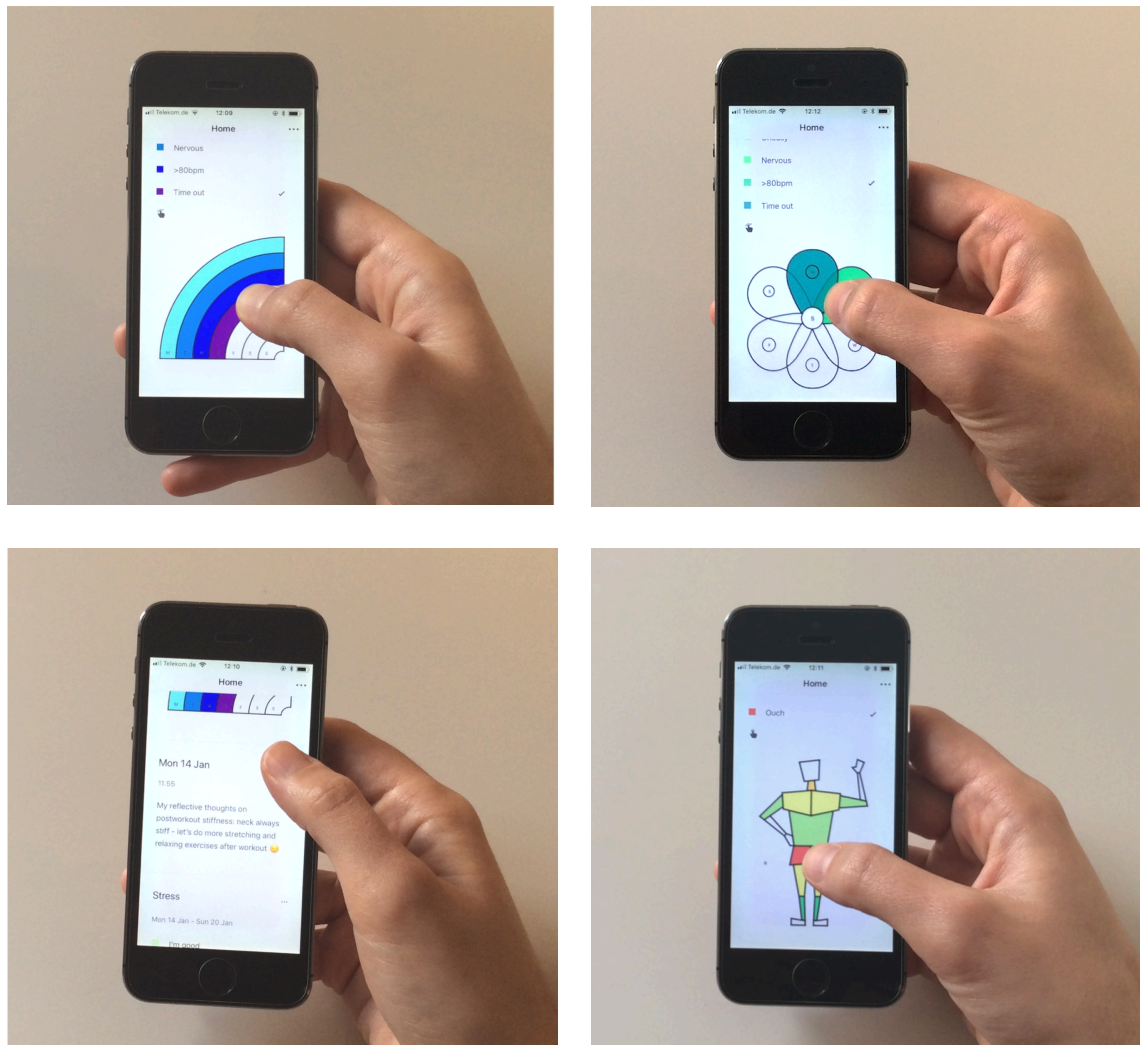 Telekom.de 12:09
Home
Nervous
>80bpm
Time out
Telekom.de 12:12
Home
Nervous
>80bpm
Time out
S
T
Telekom.de 12:10
Home
M
Mon 14 Jan
11:55
My reflective thoughts on
postworkout stiffness: neck always
stiff - let's do more stretching and
relaxing exercises after workout 😏
Stress
Mon 14 Jan - Sun 20 Jan
I'm good
Telekom.de 12:11
Home
Ouch